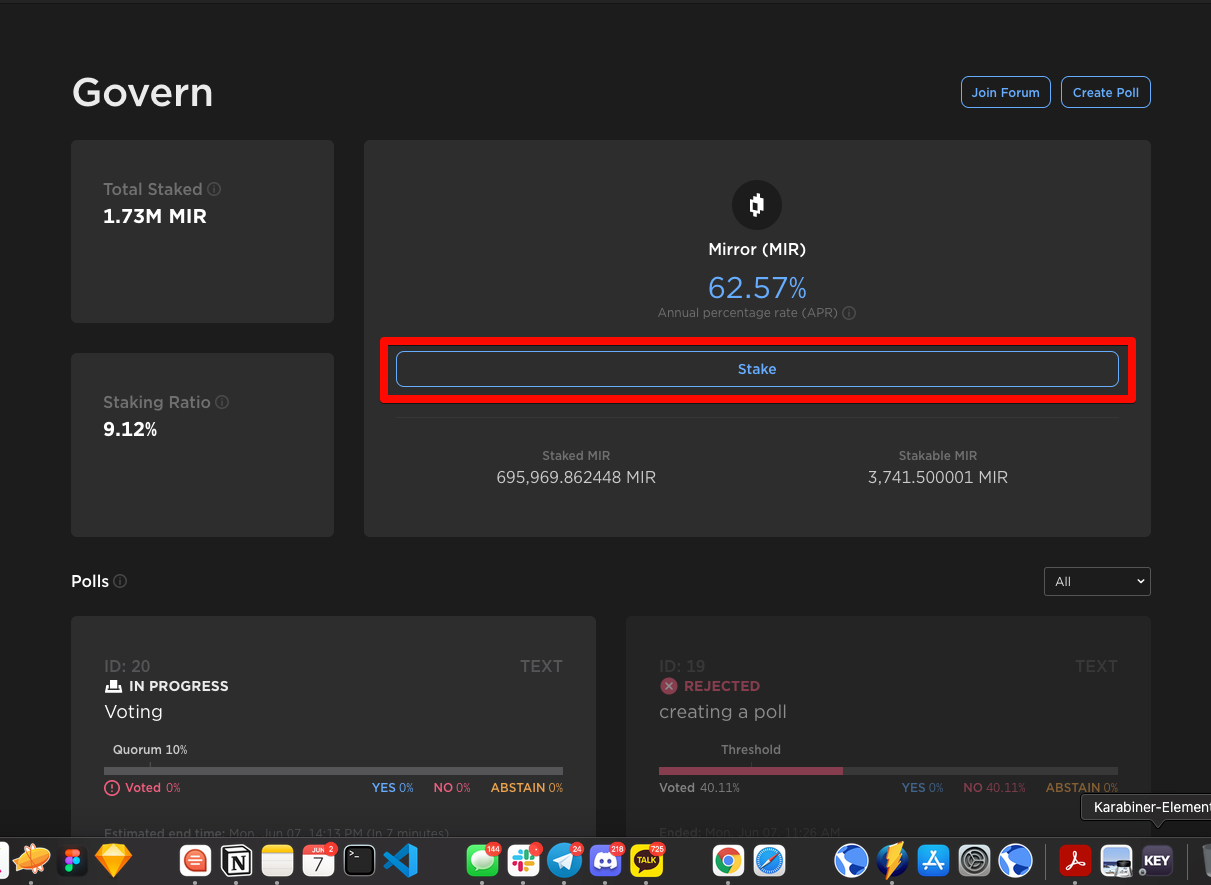 Govern
Join Forum
Create Poll
Total Staked
1.73M MIR
Mirror (MIR)
62.57%
Annual percentage rate (APR)
Stake
Staking Ratio
9.12%
Staked MIR
695,969.862448 MIR
Stakable MIR
3,741.500001 MIR
Polls
All
ID: 20
TEXT
IN PROGRESS
Voting
Quorum 10%
Voted 0%
YES 0%
NO 0%
ABSTAIN 0%
Estimated end time: Mon, Jun 07, 14:13 PM (in 7 minutes)
ID: 19
TEXT
REJECTED
creating a poll
Threshold
Voted 40.11%
YES 0%
NO 40.11%
ABSTAIN 0%
Ended: Mon, Jun 07, 11:26 AM
Karabiner-Element
JUN
2
7
144
24
218
725
TALK
KEY